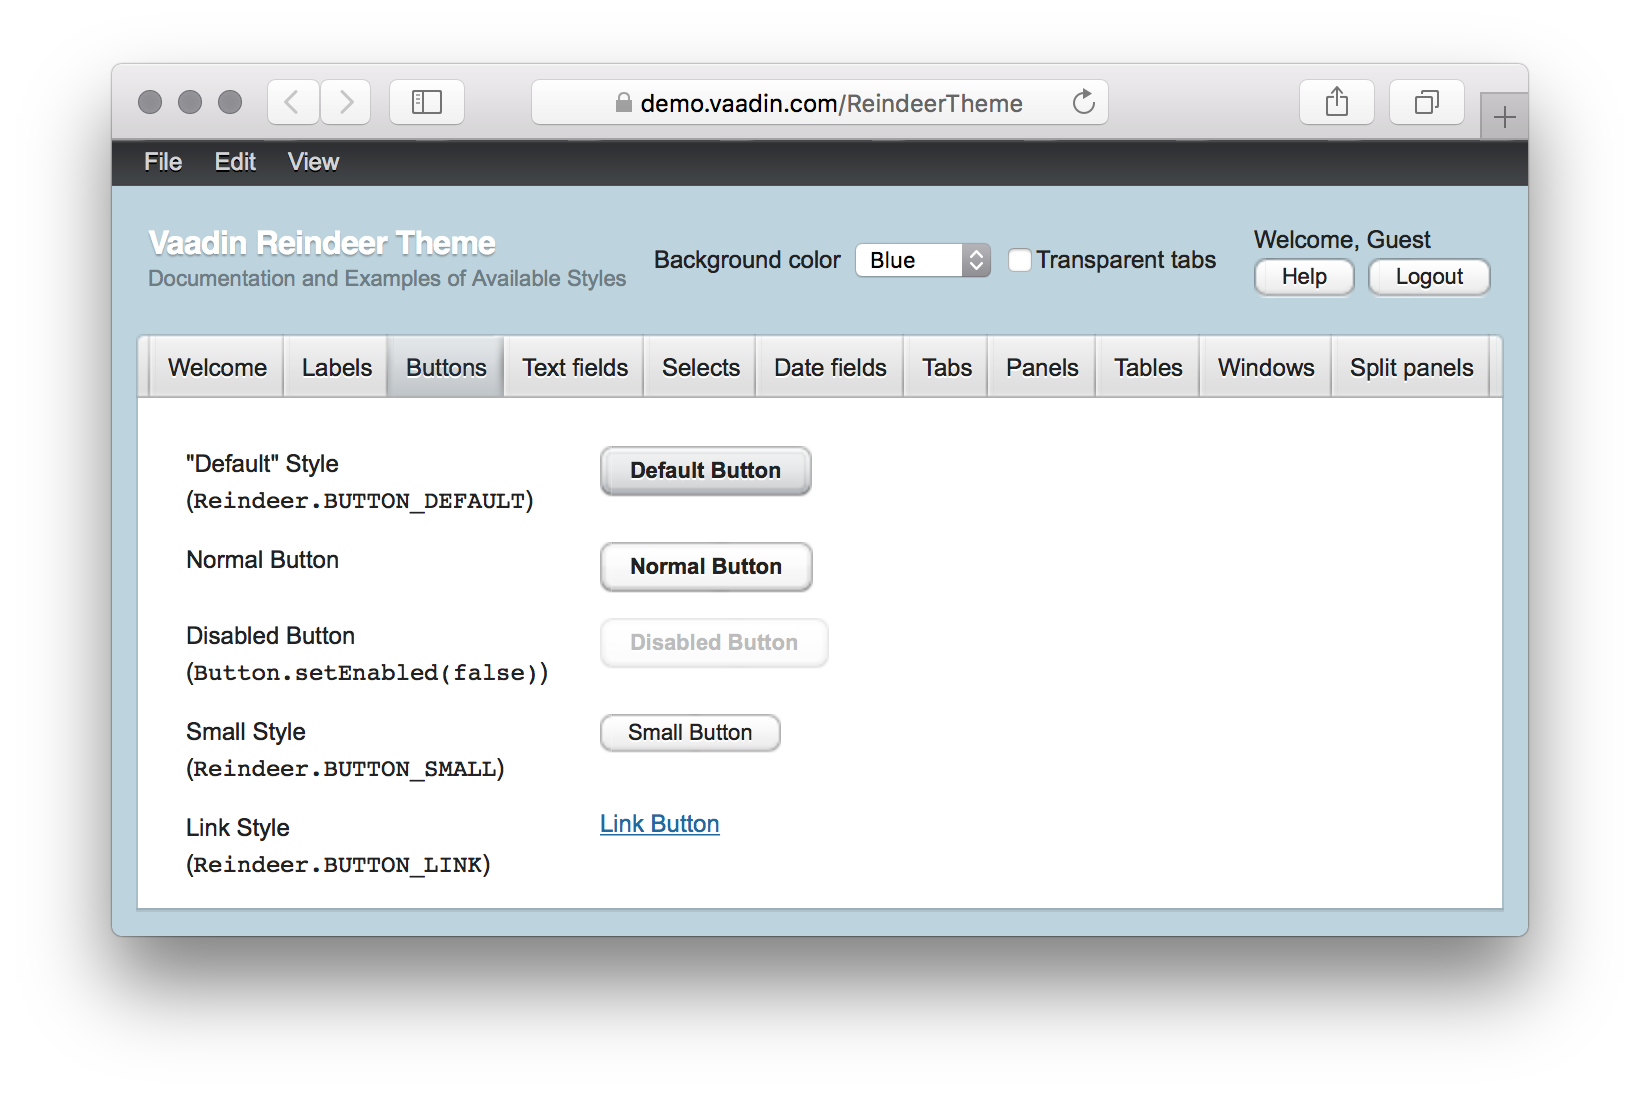 demo.vaadin.com/ReindeerTheme
File Edit View
Vaadin Reindeer Theme
Documentation and Examples of Available Styles
Background color Blue Transparent tabs
Welcome, Guest
Help Logout
Welcome Labels Buttons Text fields Selects Date fields Tabs Panels Tables Windows Split panels
"Default" Style
(Reindeer.BUTTON_DEFAULT)
Default Button
Normal Button
Normal Button
Disabled Button
(Button.setEnabled(false))
Disabled Button
Small Style
(Reindeer.BUTTON_SMALL)
Small Button
Link Style
(Reindeer.BUTTON_LINK)
Link Button